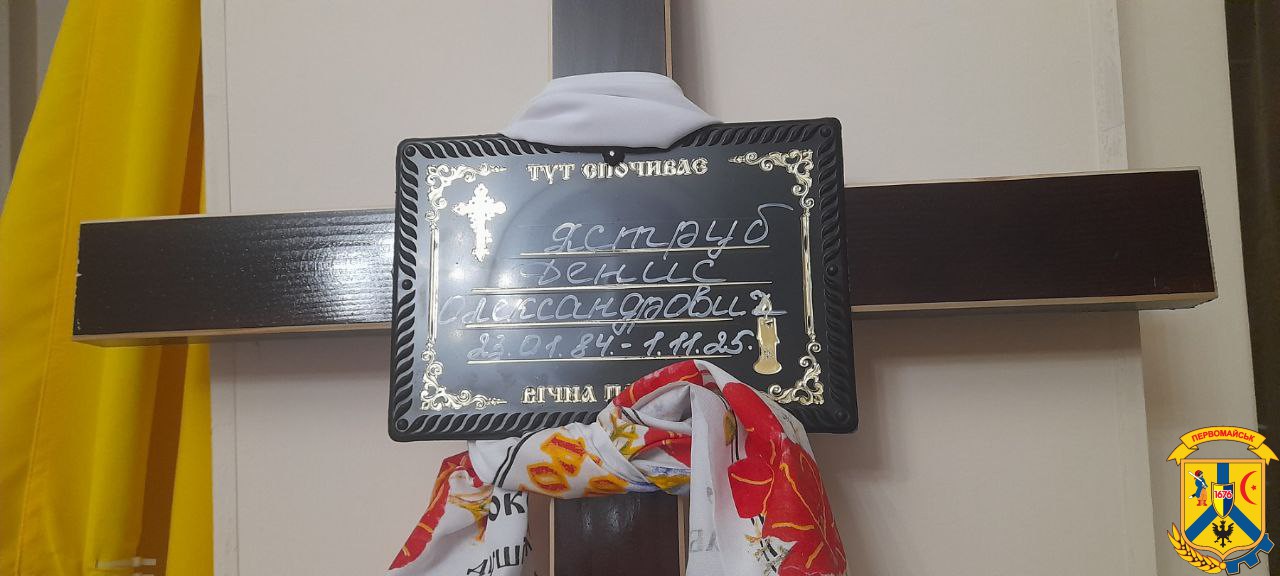 ТУТ СПОЧИВАЄ
Яструб
Денис
Олександрович
23.01.84.-1.11.25.
ВІЧНА
ПЕРВОМАЙСЬК
1676